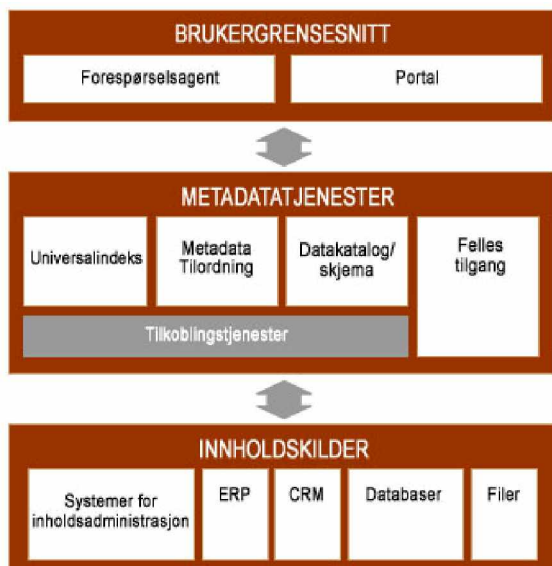 BRUKERGRENSESNITT
Forespørselsagent
Portal
METADATATJENESTER
Universalindeks
Metadata
Tilordning
Datakatalog/
skjema
Felles
tilgang
Tilkoblingstjenester
INNHOLDSKILDER
Systemer for
inholdsadministrasjon
ERP
CRM
Databaser
Filer